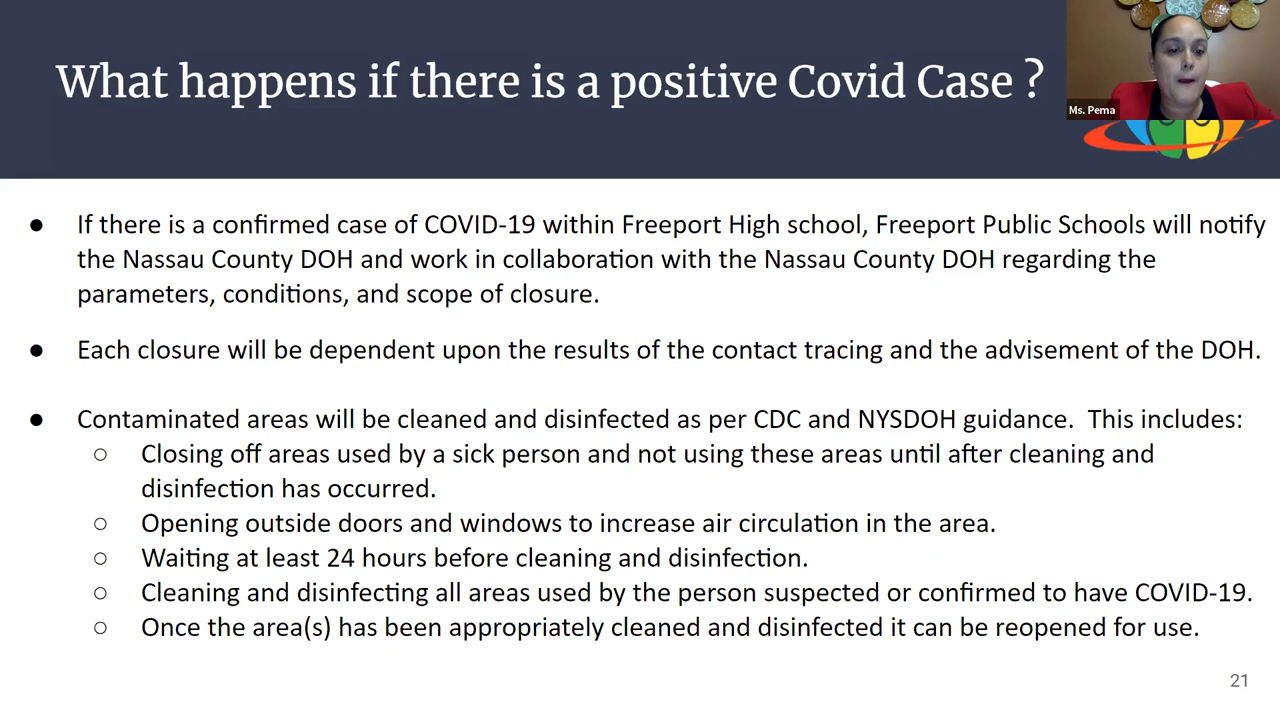 What happens if there is a positive Covid Case ?
Ms. Pema
● If there is a confirmed case of COVID-19 within Freeport High school, Freeport Public Schools will notify
the Nassau County DOH and work in collaboration with the Nassau County DOH regarding the
parameters, conditions, and scope of closure.
● Each closure will be dependent upon the results of the contact tracing and the advisement of the DOH.
● Contaminated areas will be cleaned and disinfected as per CDC and NYSDOH guidance.  This includes:
○ Closing off areas used by a sick person and not using these areas until after cleaning and
disinfection has occurred.
○ Opening outside doors and windows to increase air circulation in the area.
○ Waiting at least 24 hours before cleaning and disinfection.
○ Cleaning and disinfecting all areas used by the person suspected or confirmed to have COVID-19.
○ Once the area(s) has been appropriately cleaned and disinfected it can be reopened for use.
21